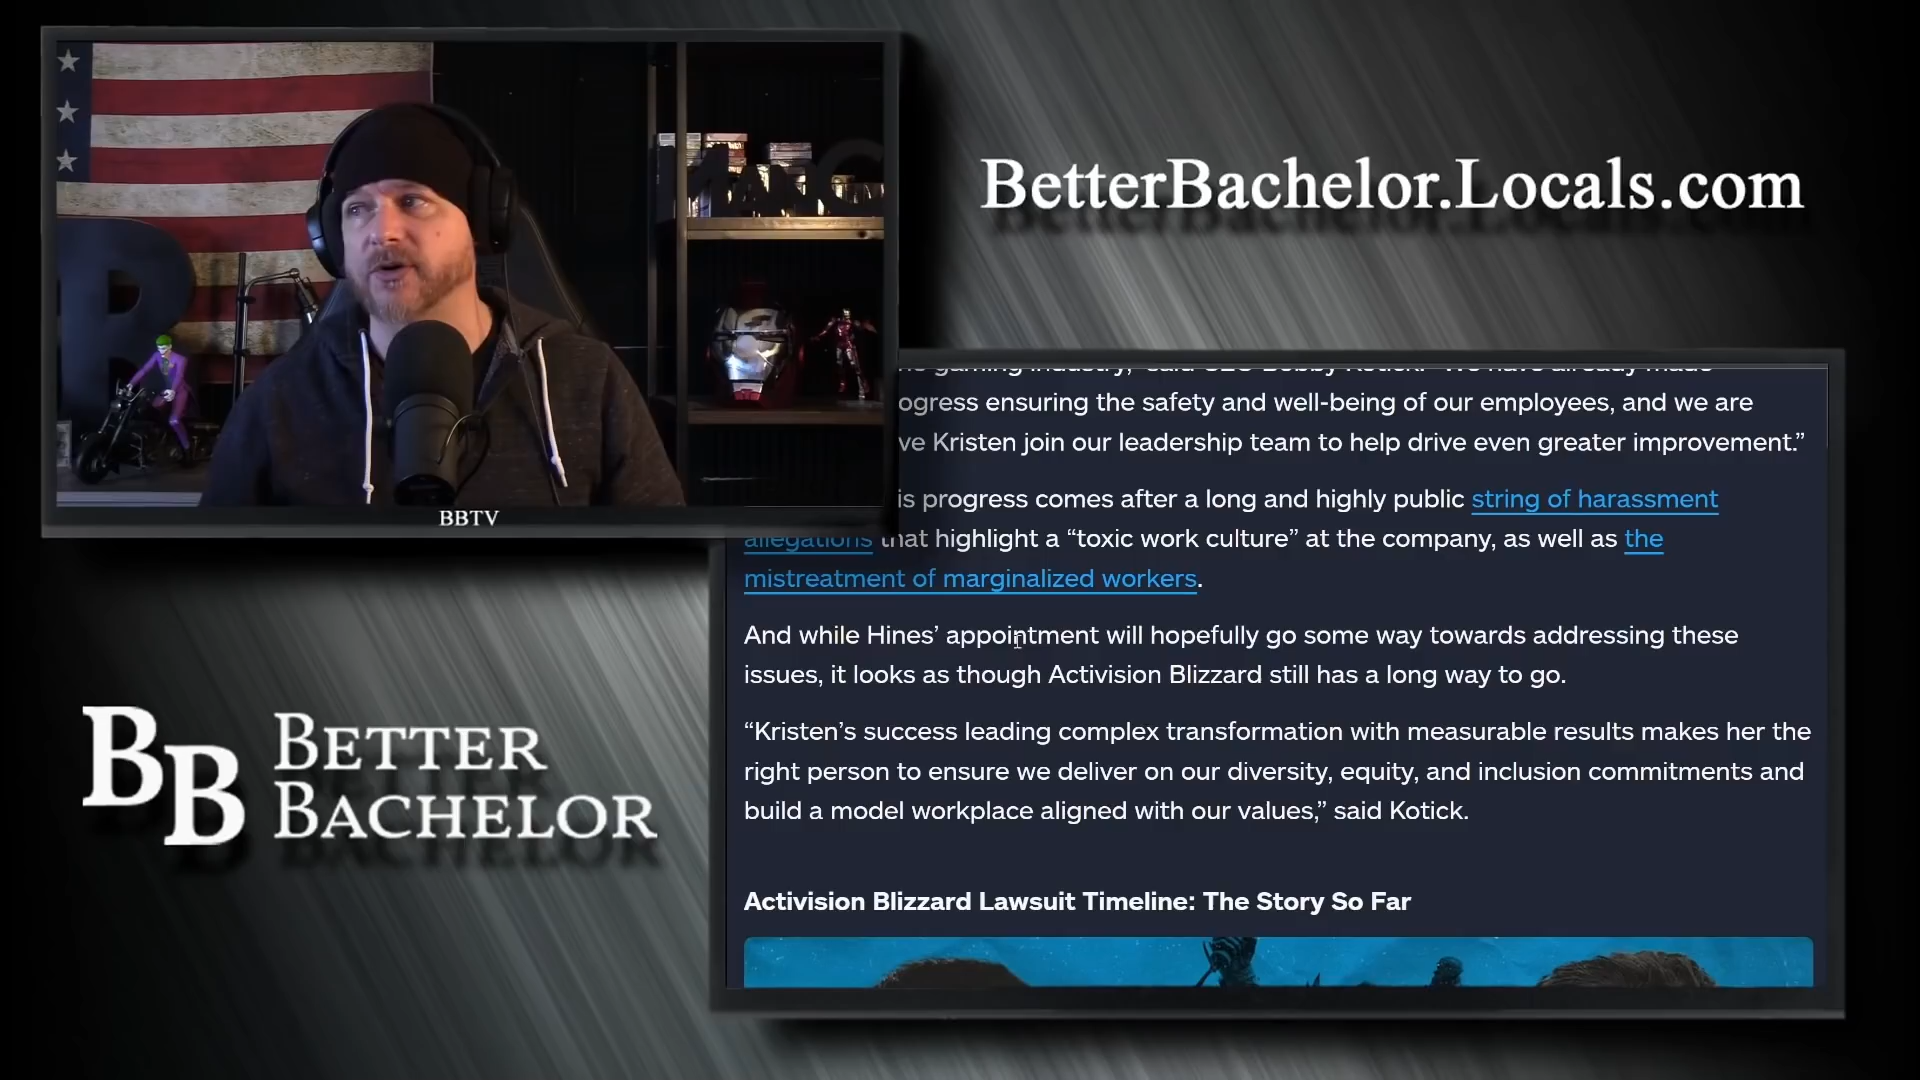 BetterBachelor.Locals.com
BBTV
ogress ensuring the safety and well-being of our employees, and we are
ve Kristen join our leadership team to help drive even greater improvement.”
is progress comes after a long and highly public string of harassment
allegations that highlight a “toxic work culture” at the company, as well as the
mistreatment of marginalized workers.
And while Hines’ appointment will hopefully go some way towards addressing these
issues, it looks as though Activision Blizzard still has a long way to go.
“Kristen’s success leading complex transformation with measurable results makes her the
right person to ensure we deliver on our diversity, equity, and inclusion commitments and
build a model workplace aligned with our values,” said Kotick.
Activision Blizzard Lawsuit Timeline: The Story So Far
BB
BETTER
BACHELOR